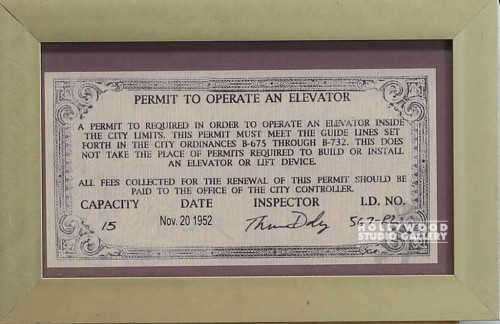 PERMIT TO OPERATE AN ELEVATOR
A PERMIT TO REQUIRED IN ORDER TO OPERATE AN ELEVATOR INSIDE
THE CITY LIMITS. THIS PERMIT MUST MEET THE GUIDE LINES SET
FORTH IN THE CITY ORDINANCES B-675 THROUGH B-732. THIS DOES
NOT TAKE THE PLACE OF PERMITS REQUIRED TO BUILD OR INSTALL
AN ELEVATOR OR LIFT DEVICE.
ALL FEES COLLECTED FOR THE RENEWAL OF THIS PERMIT SHOULD BE
PAID TO THE OFFICE OF THE CITY CONTROLLER.
CAPACITY DATE INSPECTOR I.D. NO.
15 Nov. 20 1952
HOLLYWOOD
STUDIO GALLERY